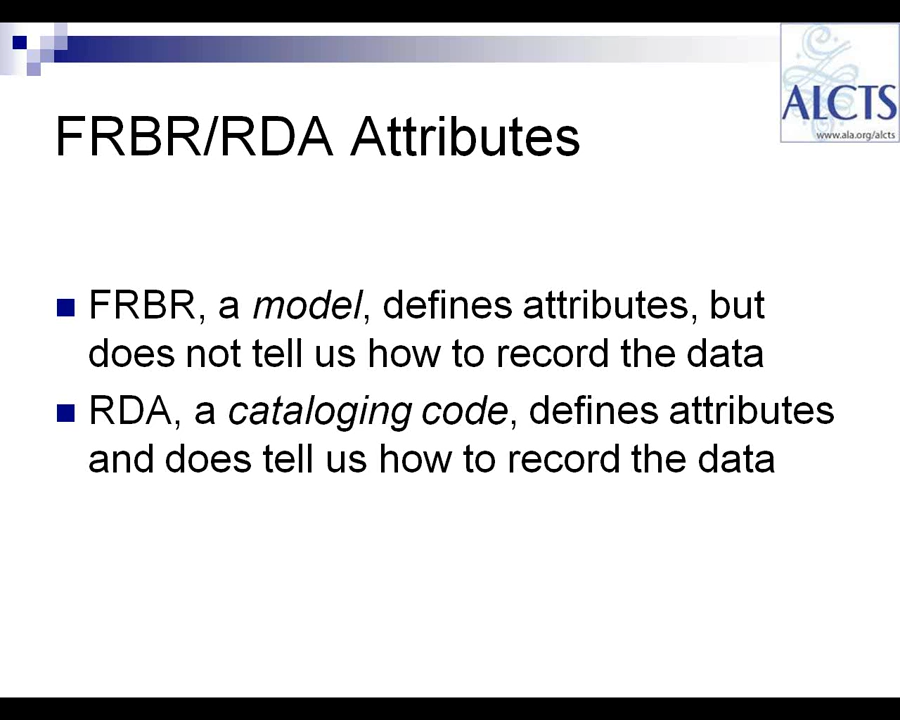 ALCTS
www.ala.org/alcts
FRBR/RDA Attributes
FRBR, a model, defines attributes, but
does not tell us how to record the data
RDA, a cataloging code, defines attributes
and does tell us how to record the data